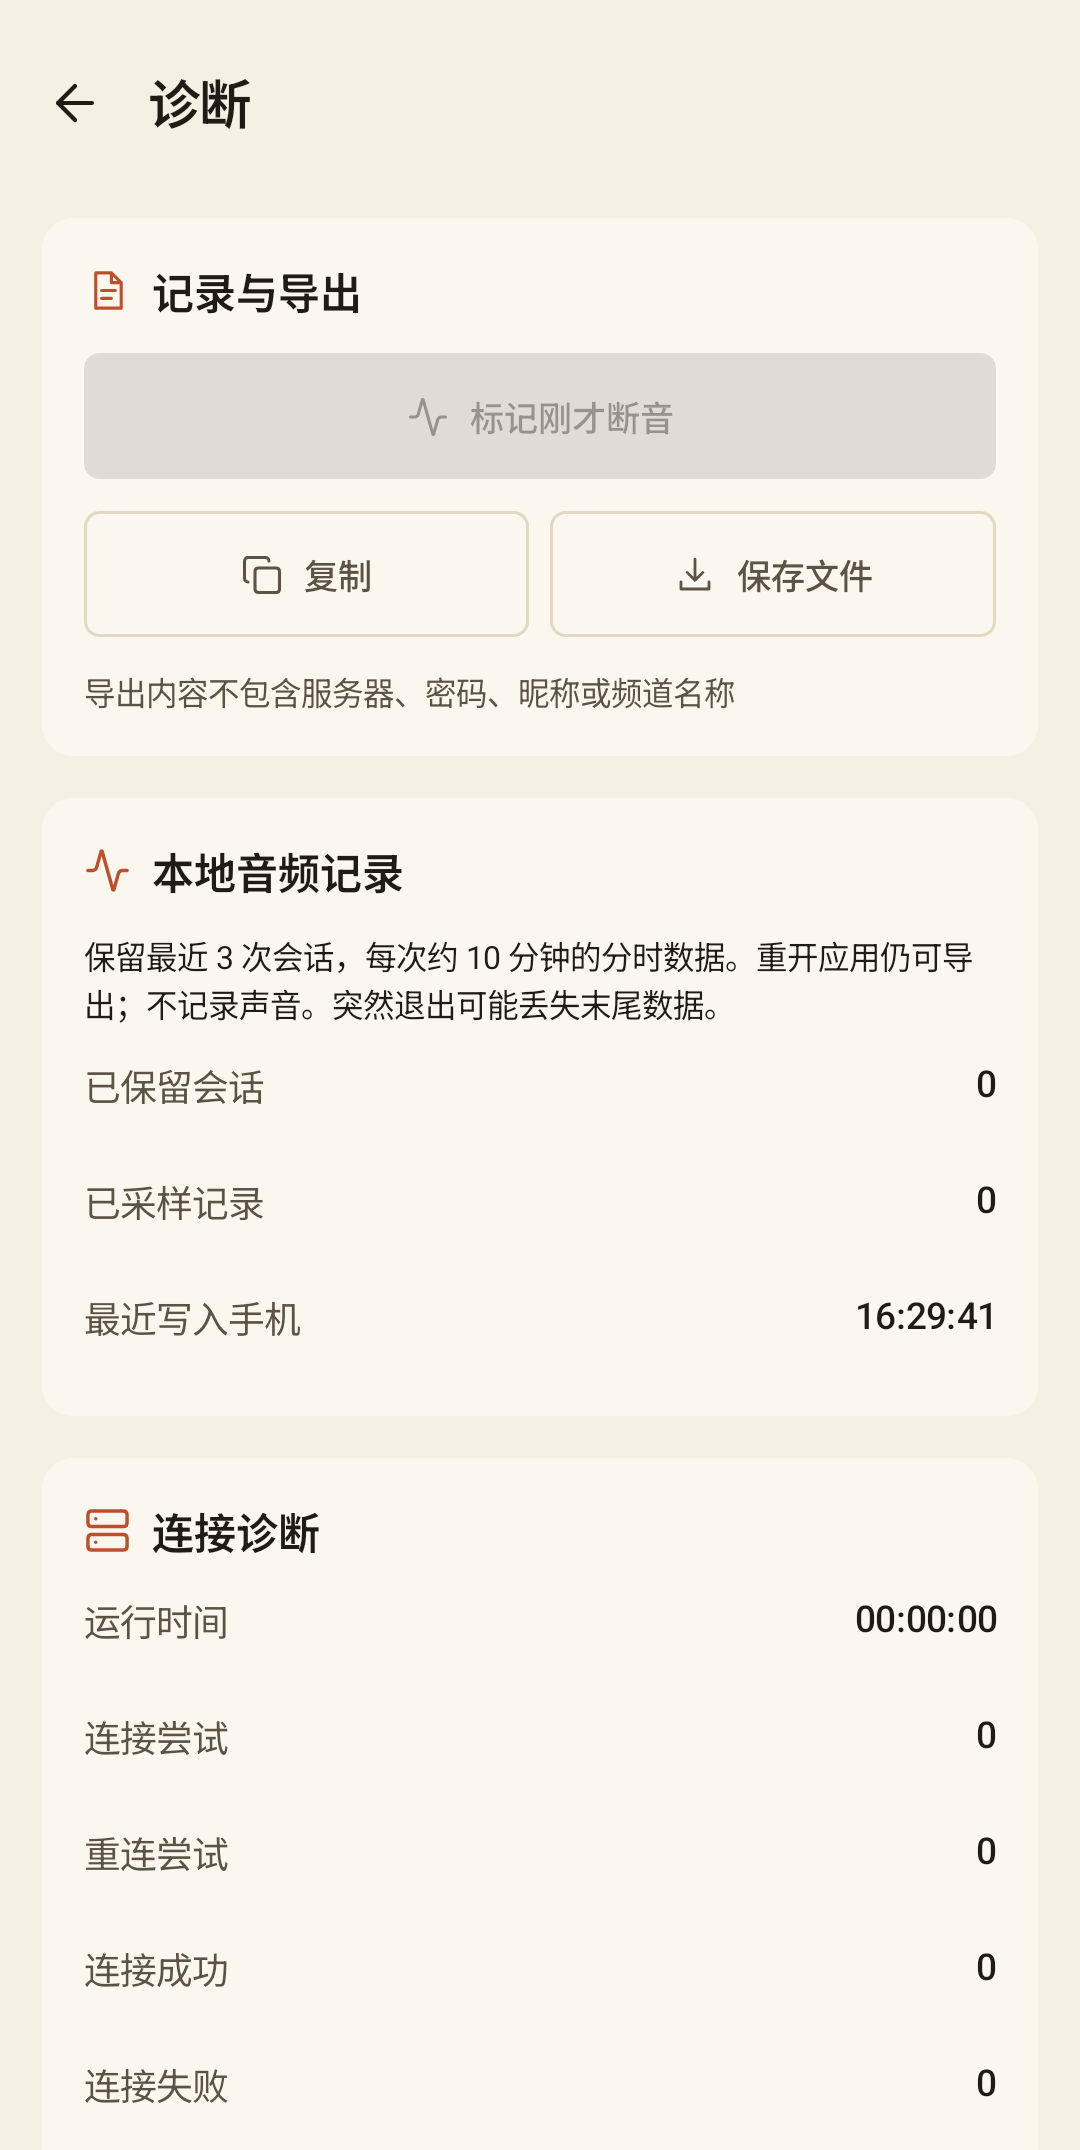 诊断
记录与导出
标记刚才断音
复制
保存文件
导出内容不包含服务器、密码、昵称或频道名称
本地音频记录
保留最近 3 次会话，每次约 10 分钟的分时数据。重开应用仍可导
出；不记录声音。突然退出可能丢失末尾数据。
已保留会话 0
已采样记录 0
最近写入手机 16:29:41
连接诊断
运行时间 00:00:00
连接尝试 0
重连尝试 0
连接成功 0
连接失败 0